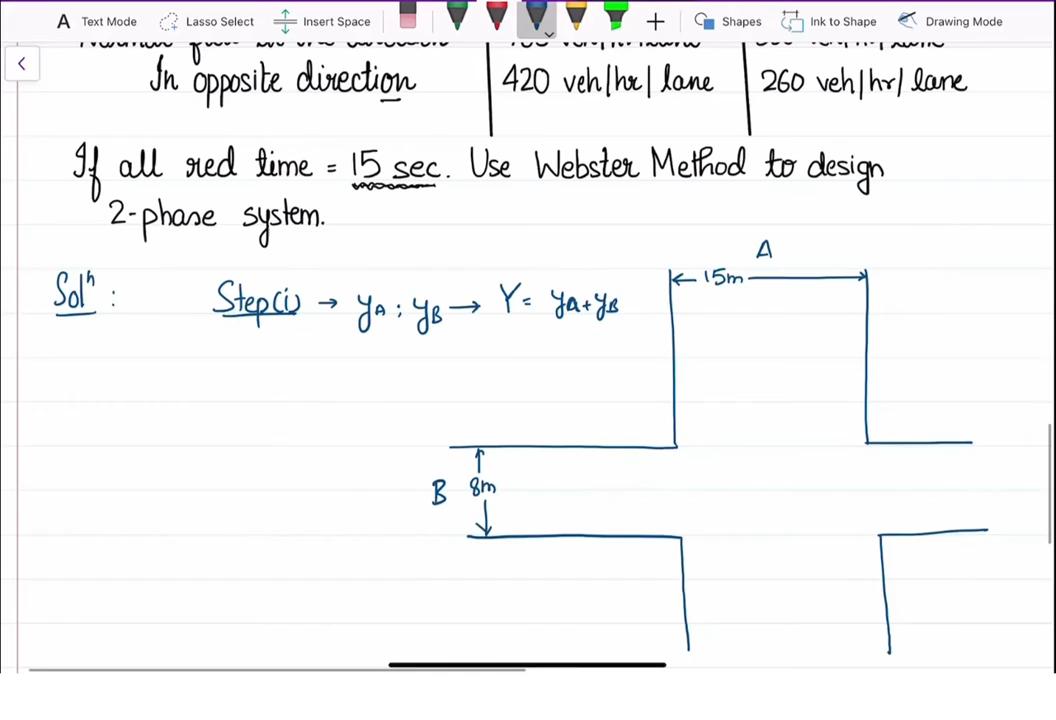 Text Mode Lasso Select Insert Space Shapes Ink to Shape Drawing Mode
In opposite direction 420 veh/hr/lane 260 veh/hr/lane
If all red time = 15 sec. Use Webster Method to design
2-phase system.
A
15m
Solⁿ : Step(i) → yA ; yB → Y = ya+yB
B 8m